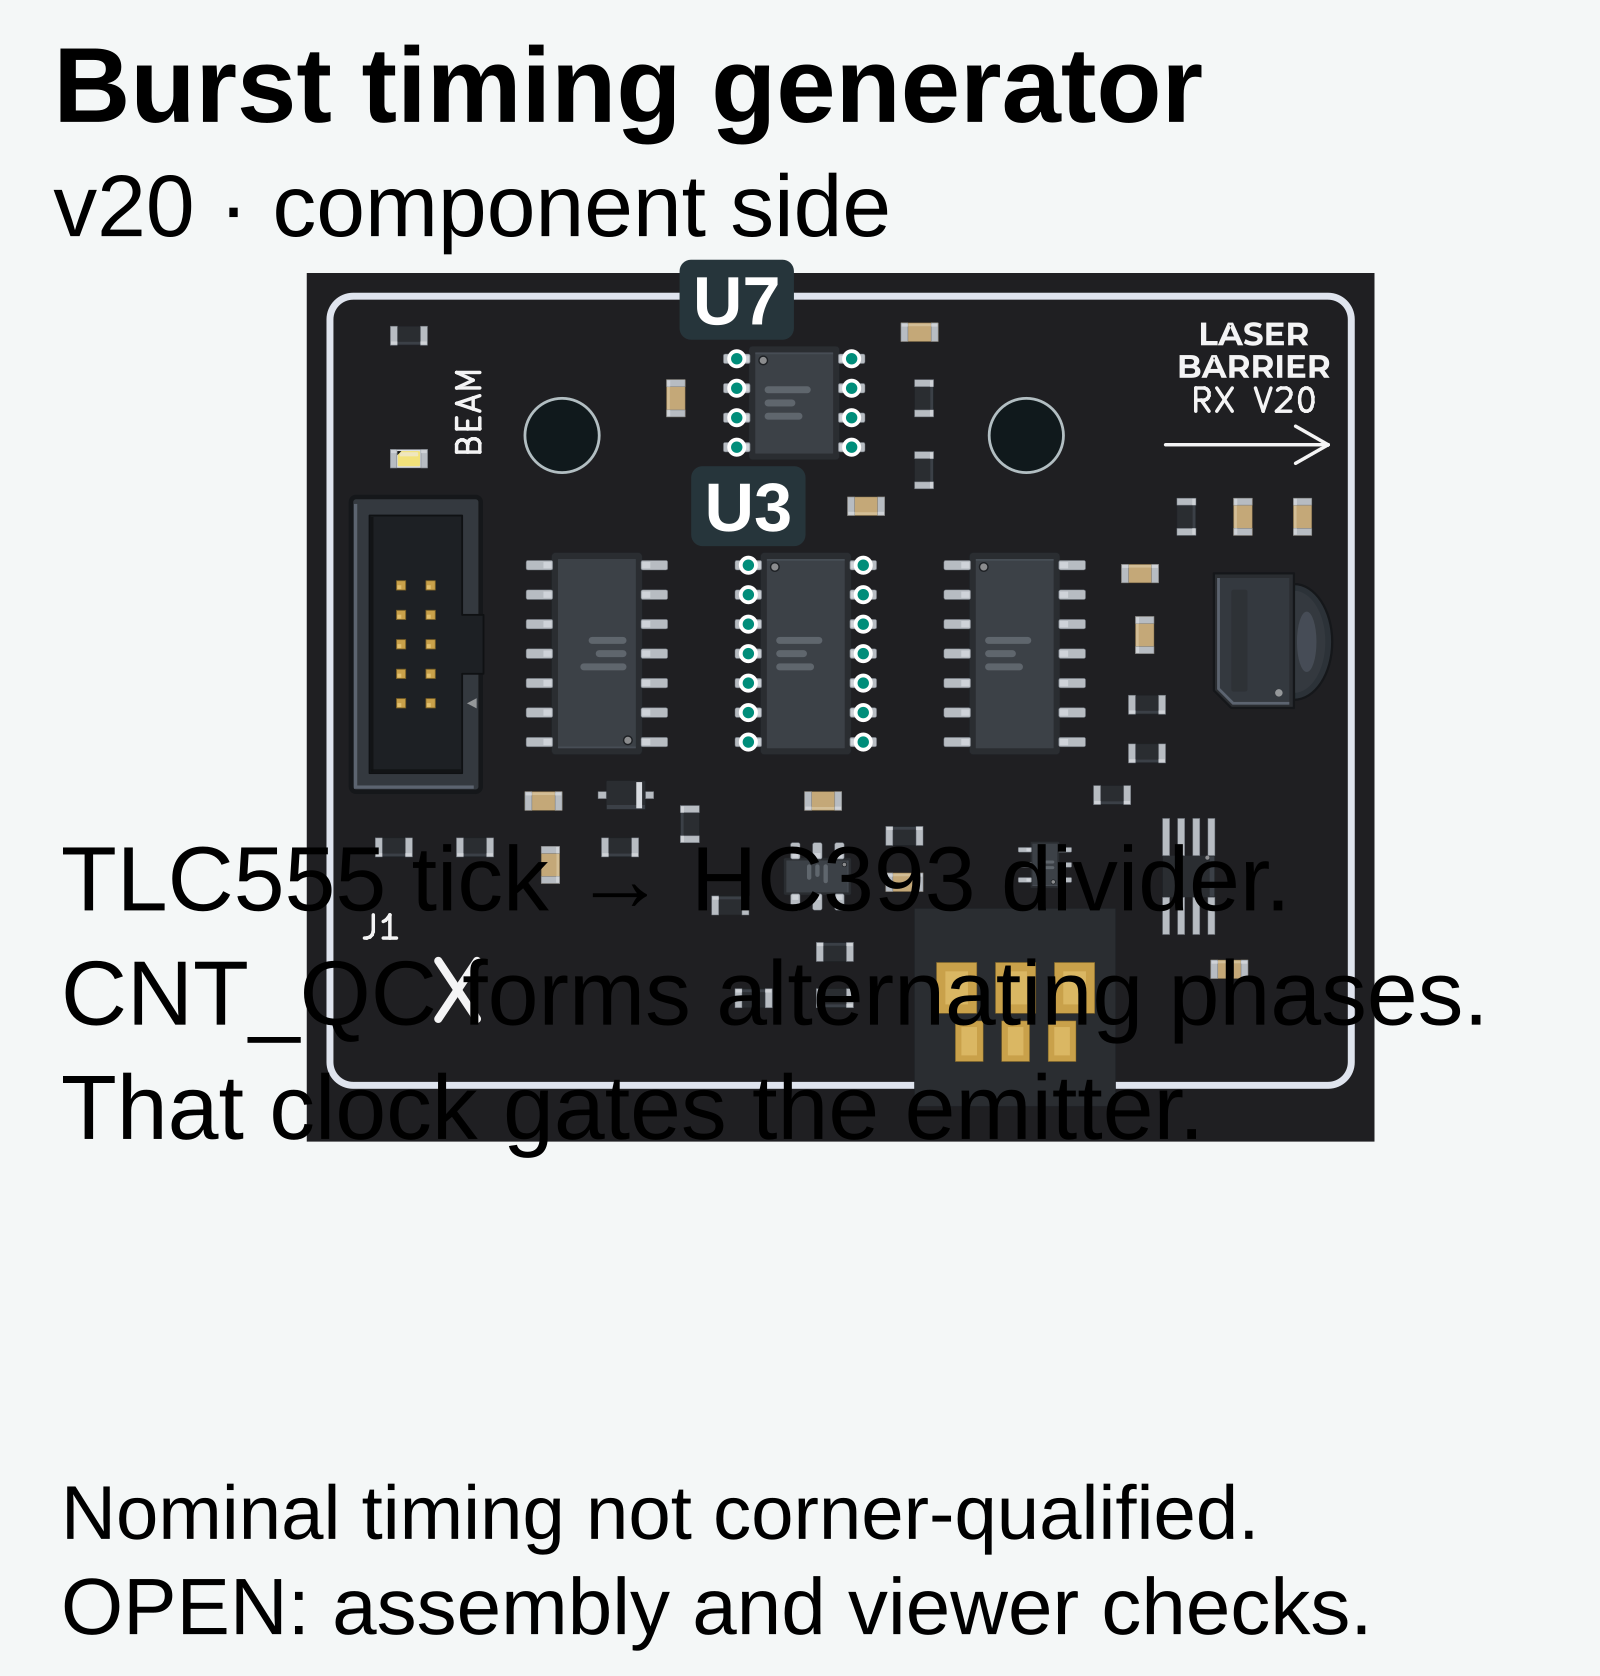 Burst timing generator
v20 · component side
U7
LASER
BARRIER
RX V20
BEAM
U3
TLC555 tick → HC393 divider.
J1
CNT_QC forms alternating phases.
X
That clock gates the emitter.
Nominal timing not corner-qualified.
OPEN: assembly and viewer checks.